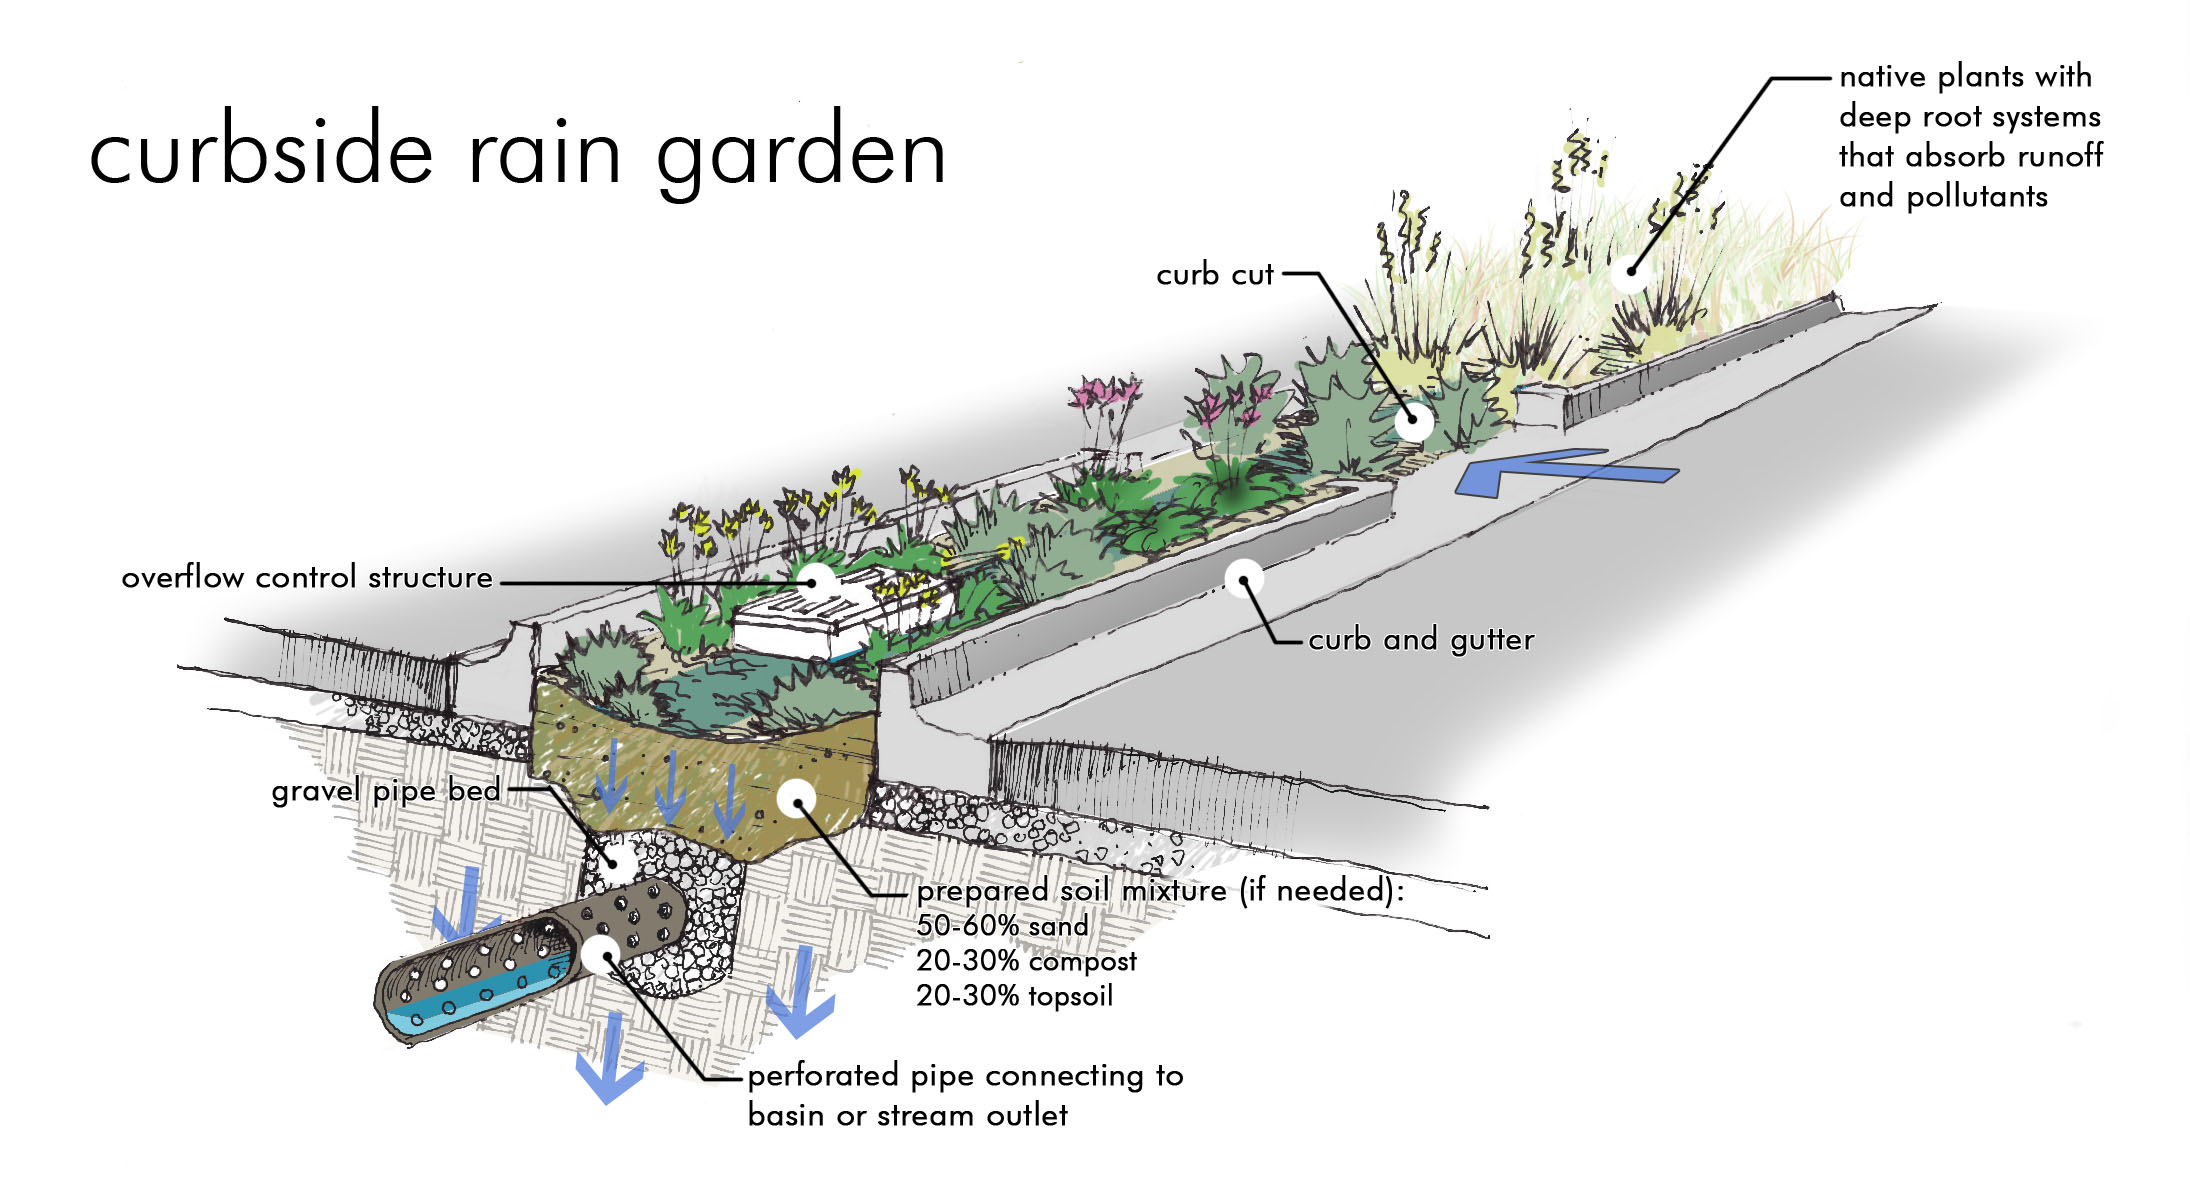 curbside rain garden
native plants with
deep root systems
that absorb runoff
and pollutants
curb cut
overflow control structure
curb and gutter
gravel pipe bed
prepared soil mixture (if needed):
50-60% sand
20-30% compost
20-30% topsoil
perforated pipe connecting to
basin or stream outlet